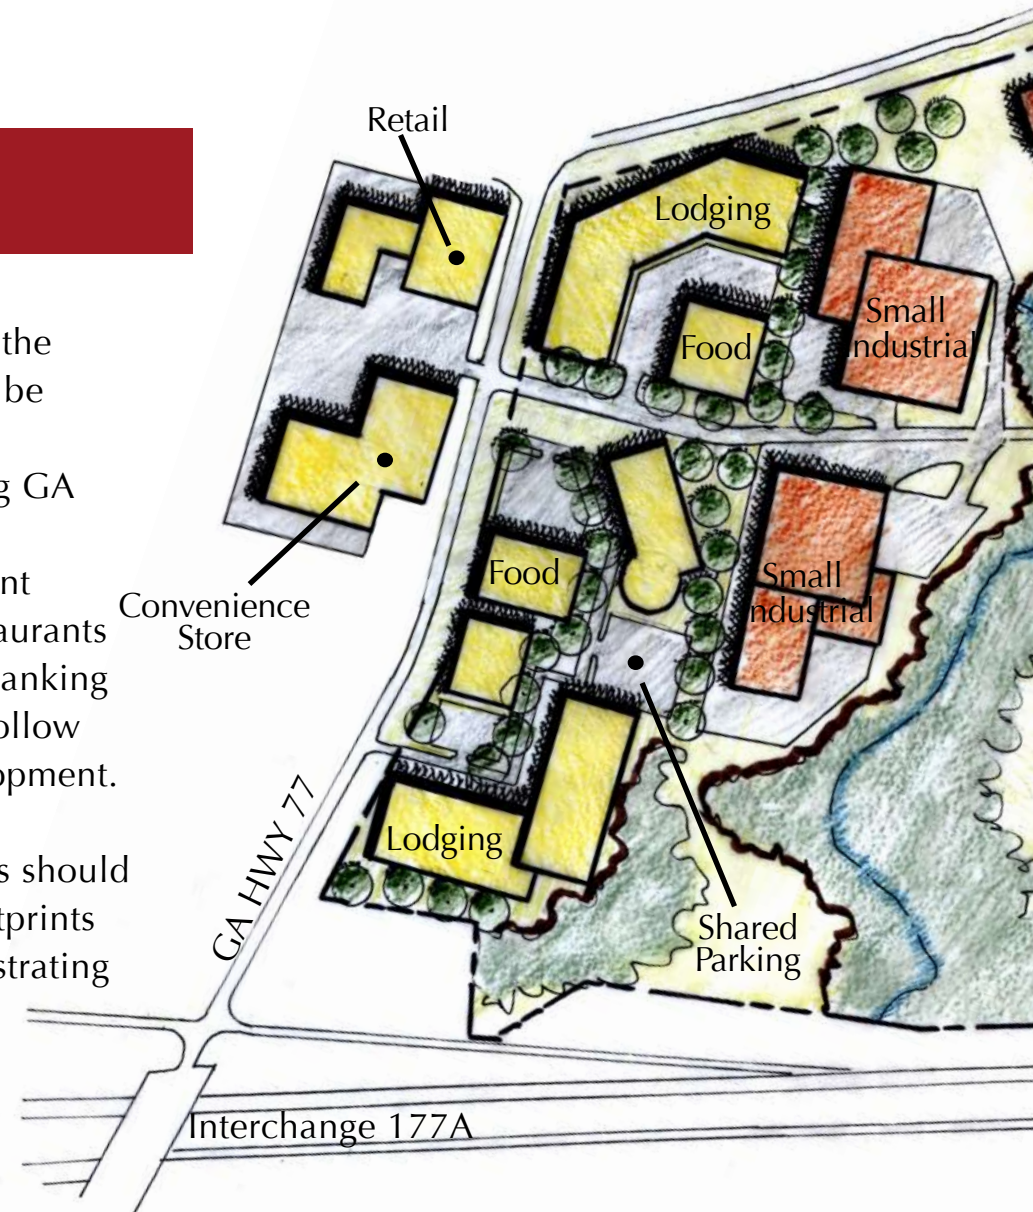 the
be
g GA
nt
aurants
anking
ollow
opment.
s should
tprints
strating
Retail
Lodging
Small
Industrial
Food
Food
Small
Industrial
Convenience
Store
GA HWY 77
Lodging
Shared
Parking
Interchange 177A